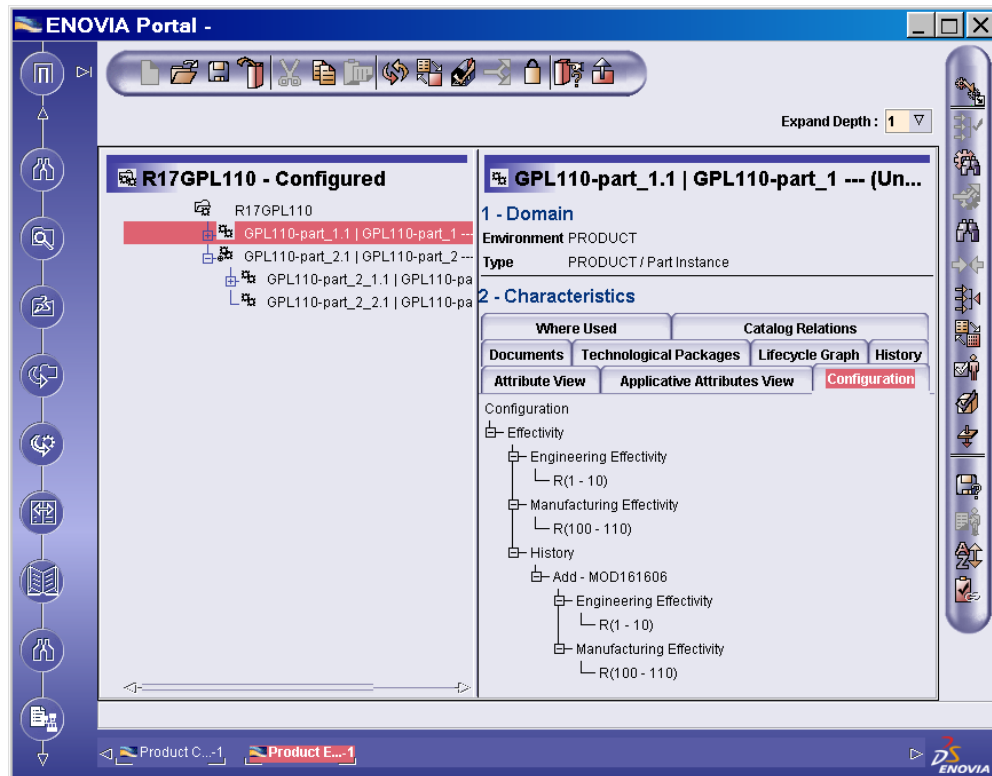 ENOVIA Portal -
Expand Depth : 1
R17GPL110 - Configured
R17GPL110
GPL110-part_1.1 | GPL110-part_1 ---
GPL110-part_2.1 | GPL110-part_2 ---
GPL110-part_2_1.1 | GPL110-pa
GPL110-part_2_2.1 | GPL110-pa
GPL110-part_1.1 | GPL110-part_1 --- (Un...
1 - Domain
Environment PRODUCT
Type PRODUCT / Part Instance
2 - Characteristics
Where Used Catalog Relations
Documents Technological Packages Lifecycle Graph History
Attribute View Applicative Attributes View Configuration
Configuration
Effectivity
Engineering Effectivity
R(1 - 10)
Manufacturing Effectivity
R(100 - 110)
History
Add - MOD161606
Engineering Effectivity
R(1 - 10)
Manufacturing Effectivity
R(100 - 110)
Product C...-1 Product E...-1
ENOVIA